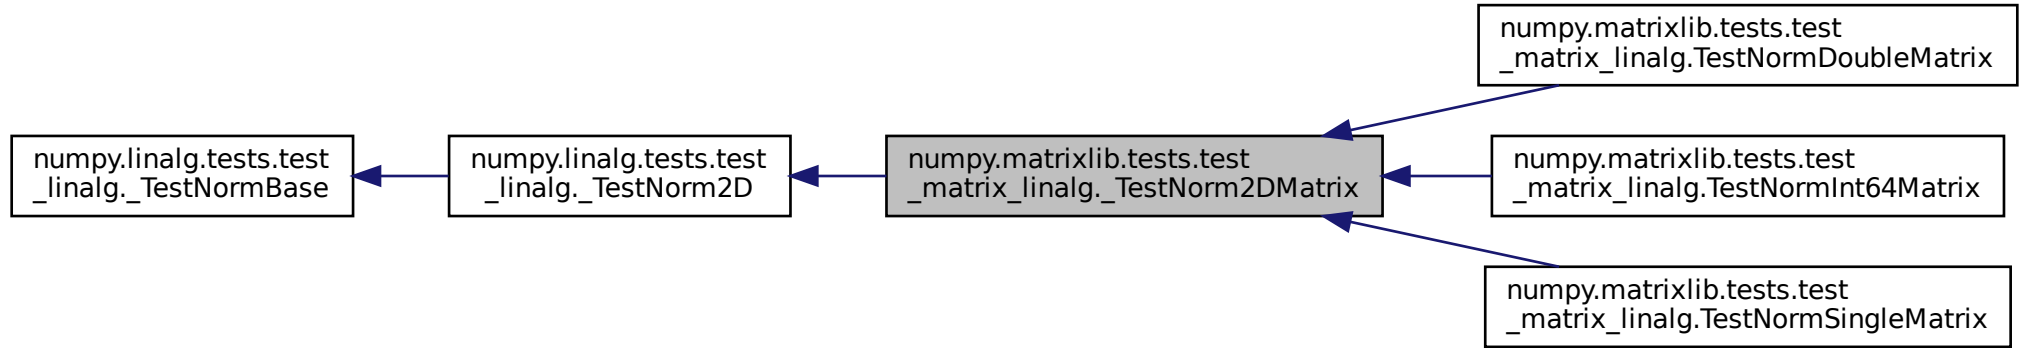 numpy.matrixlib.tests.test
_matrix_linalg.TestNormDoubleMatrix
numpy.linalg.tests.test
_linalg._TestNormBase
numpy.linalg.tests.test
_linalg._TestNorm2D
numpy.matrixlib.tests.test
_matrix_linalg._TestNorm2DMatrix
numpy.matrixlib.tests.test
_matrix_linalg.TestNormInt64Matrix
numpy.matrixlib.tests.test
_matrix_linalg.TestNormSingleMatrix